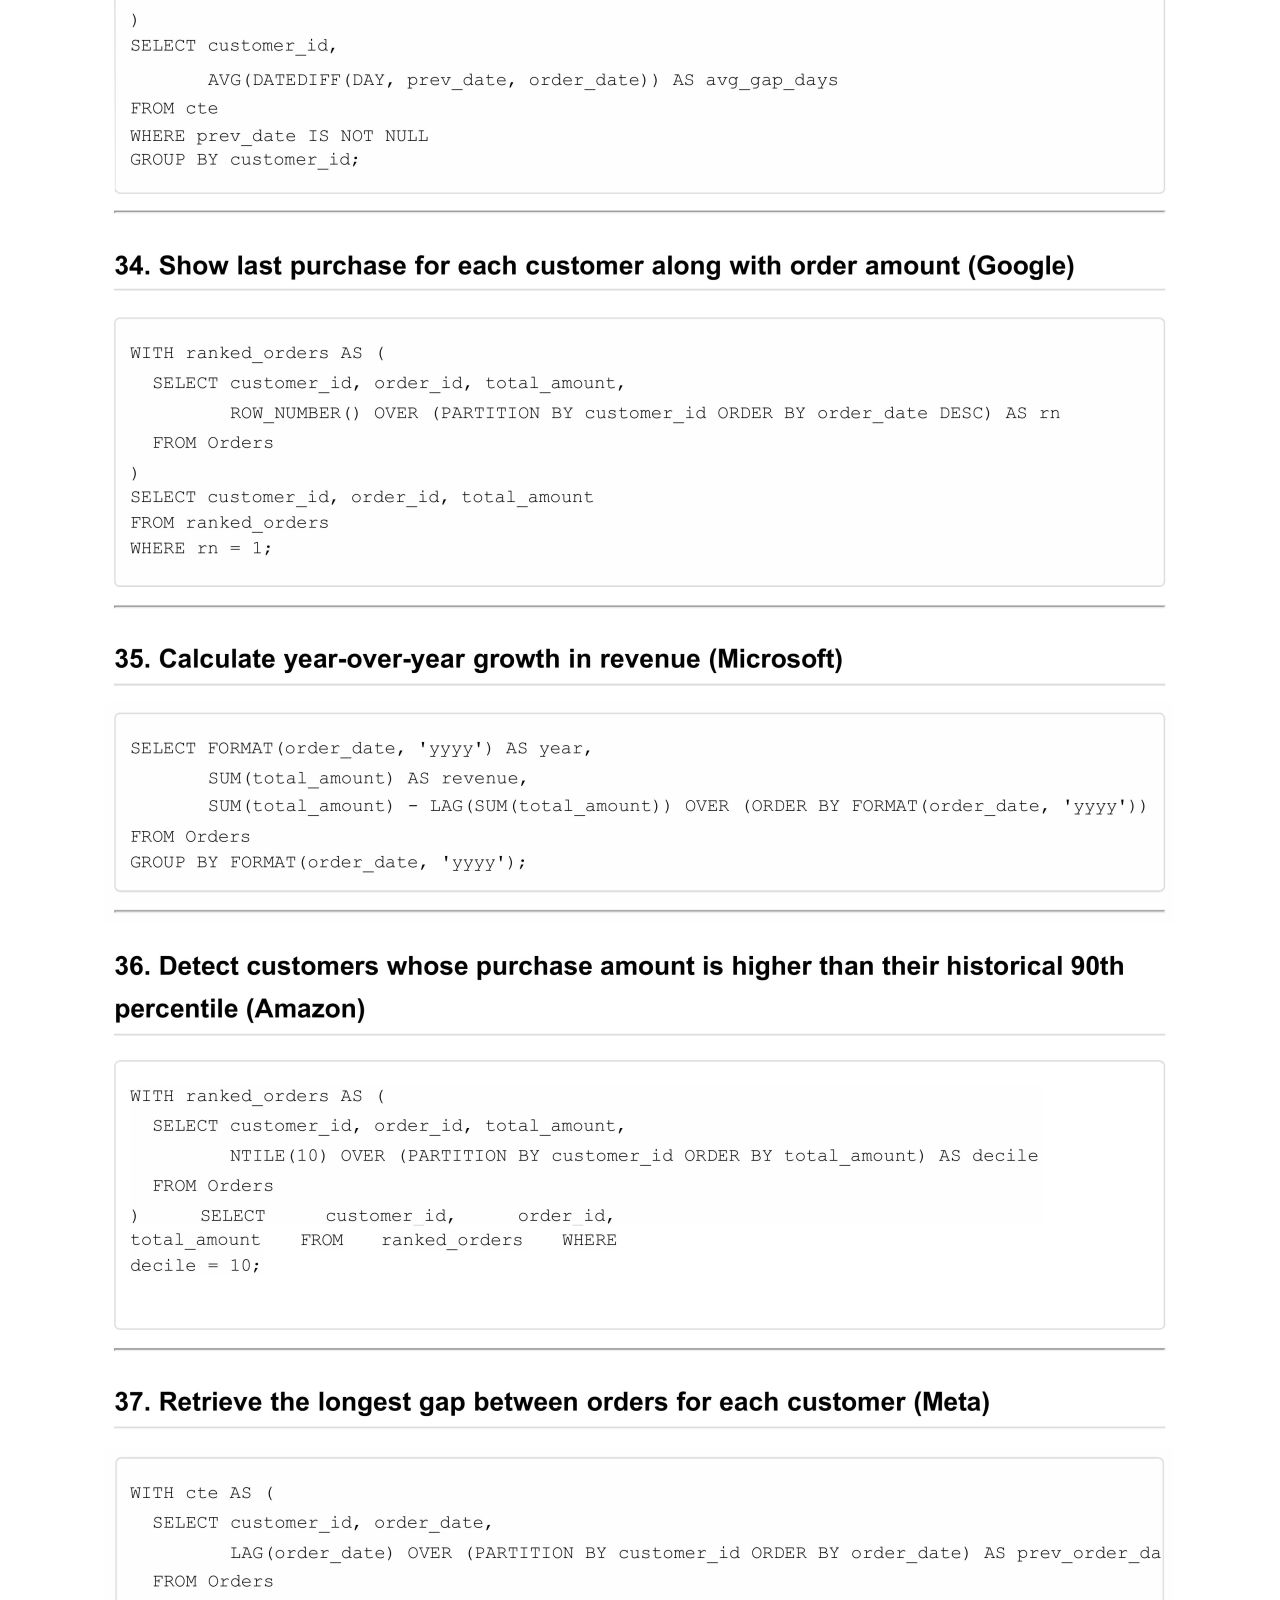 )
SELECT customer_id,
       AVG(DATEDIFF(DAY, prev_date, order_date)) AS avg_gap_days
FROM cte
WHERE prev_date IS NOT NULL
GROUP BY customer_id;
34. Show last purchase for each customer along with order amount (Google)
WITH ranked_orders AS (
  SELECT customer_id, order_id, total_amount,
         ROW_NUMBER() OVER (PARTITION BY customer_id ORDER BY order_date DESC) AS rn
  FROM Orders
)
SELECT customer_id, order_id, total_amount
FROM ranked_orders
WHERE rn = 1;
35. Calculate year-over-year growth in revenue (Microsoft)
SELECT FORMAT(order_date, 'yyyy') AS year,
       SUM(total_amount) AS revenue,
       SUM(total_amount) - LAG(SUM(total_amount)) OVER (ORDER BY FORMAT(order_date, 'yyyy'))
FROM Orders
GROUP BY FORMAT(order_date, 'yyyy');
36. Detect customers whose purchase amount is higher than their historical 90th
percentile (Amazon)
WITH ranked_orders AS (
  SELECT customer_id, order_id, total_amount,
         NTILE(10) OVER (PARTITION BY customer_id ORDER BY total_amount) AS decile
  FROM Orders
) SELECT customer_id, order_id,
total_amount FROM ranked_orders WHERE
decile = 10;
37. Retrieve the longest gap between orders for each customer (Meta)
WITH cte AS (
  SELECT customer_id, order_date,
         LAG(order_date) OVER (PARTITION BY customer_id ORDER BY order_date) AS prev_order_da
  FROM Orders